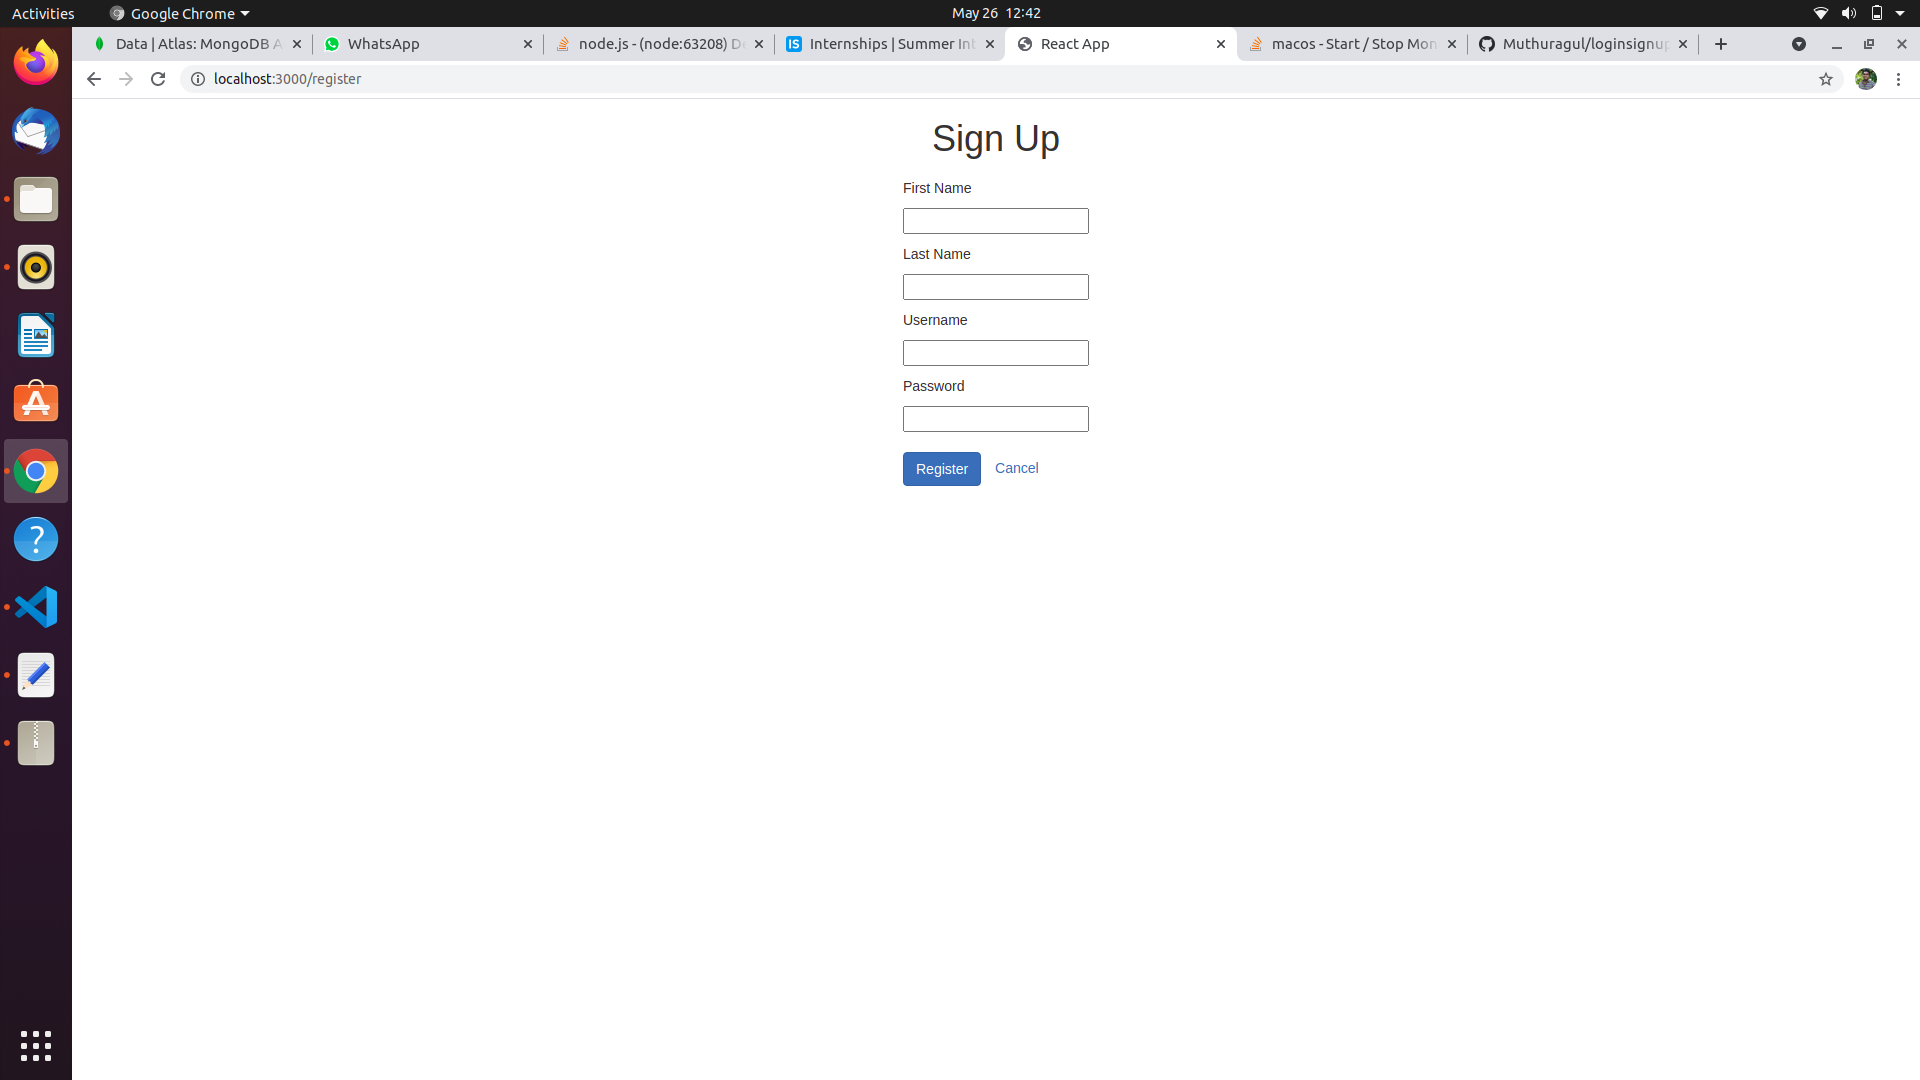 Activities
Google Chrome
May 26 12:42
Data | Atlas: MongoDB A
WhatsApp
node.js - (node:63208) D
Internships | Summer Int
React App
macos - Start / Stop Mon
Muthuragul/loginsignup
localhost:3000/register
Sign Up
First Name
Last Name
Username
Password
Register
Cancel